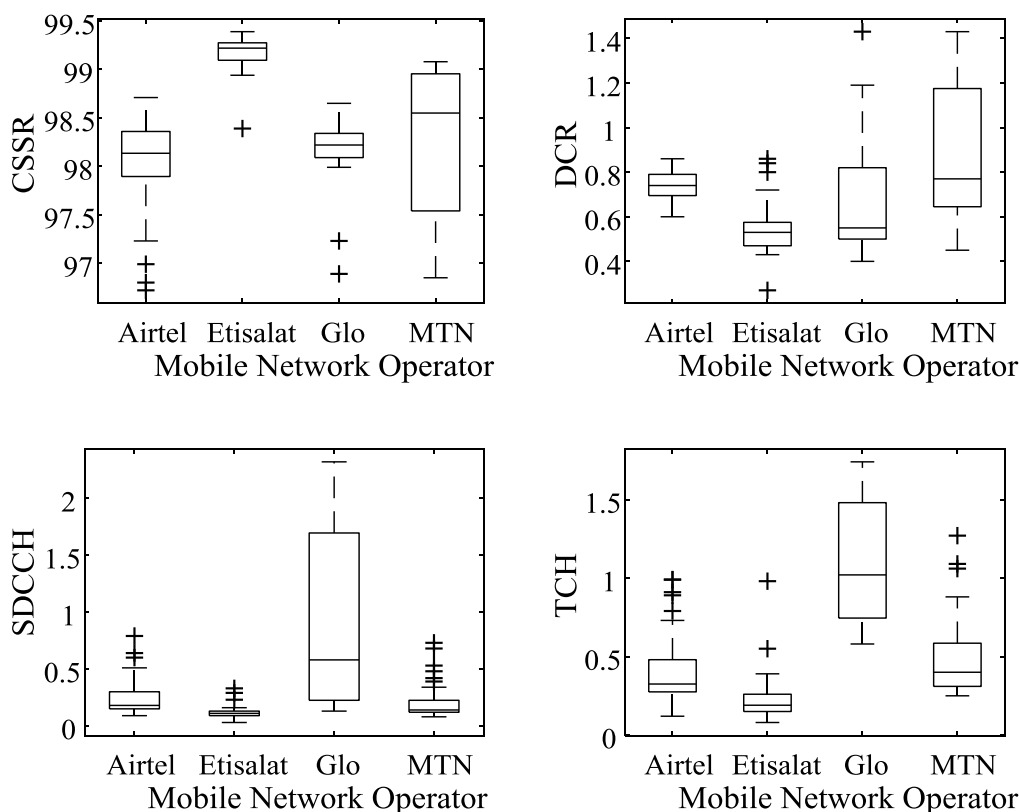 99.5
99
98.5
98
97.5
97
CSSR
Airtel Etisalat Glo MTN
Mobile Network Operator
1.4
1.2
1
0.8
0.6
0.4
DCR
Airtel Etisalat Glo MTN
Mobile Network Operator
2
1.5
1
0.5
0
SDCCH
Airtel Etisalat Glo MTN
Mobile Network Operator
1.5
1
0.5
0
TCH
Airtel Etisalat Glo MTN
Mobile Network Operator